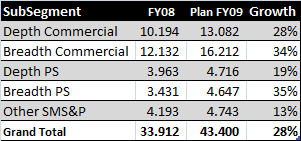 SubSegment FY08 Plan FY09 Growth
Depth Commercial 10.194 13.082 28%
Breadth Commercial 12.132 16.212 34%
Depth PS 3.963 4.716 19%
Breadth PS 3.431 4.647 35%
Other SMS&P 4.193 4.743 13%
Grand Total 33.912 43.400 28%